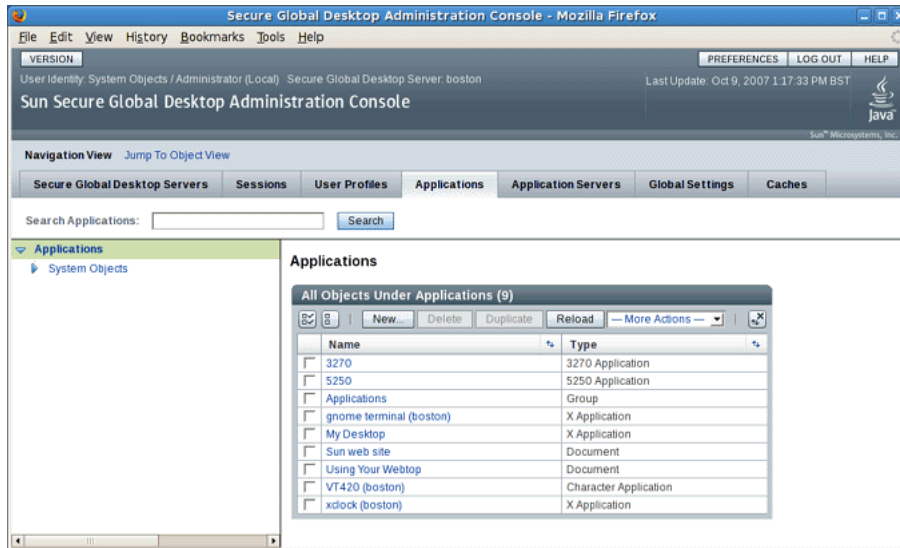 Secure Global Desktop Administration Console - Mozilla Firefox
File Edit View History Bookmarks Tools Help
VERSION PREFERENCES LOG OUT HELP
User Identity: System Objects / Administrator (Local) Secure Global Desktop Server: boston Last Update: Oct 9, 2007 1:17:33 PM BST
Sun Secure Global Desktop Administration Console
Java
Sun™ Microsystems, Inc.
Navigation View Jump To Object View
Secure Global Desktop Servers Sessions User Profiles Applications Application Servers Global Settings Caches
Search Applications: Search
Applications
System Objects
Applications
All Objects Under Applications (9)
New... Delete Duplicate Reload — More Actions —
Name Type
3270 3270 Application
5250 5250 Application
Applications Group
gnome terminal (boston) X Application
My Desktop X Application
Sun web site Document
Using Your Webtop Document
VT420 (boston) Character Application
xclock (boston) X Application